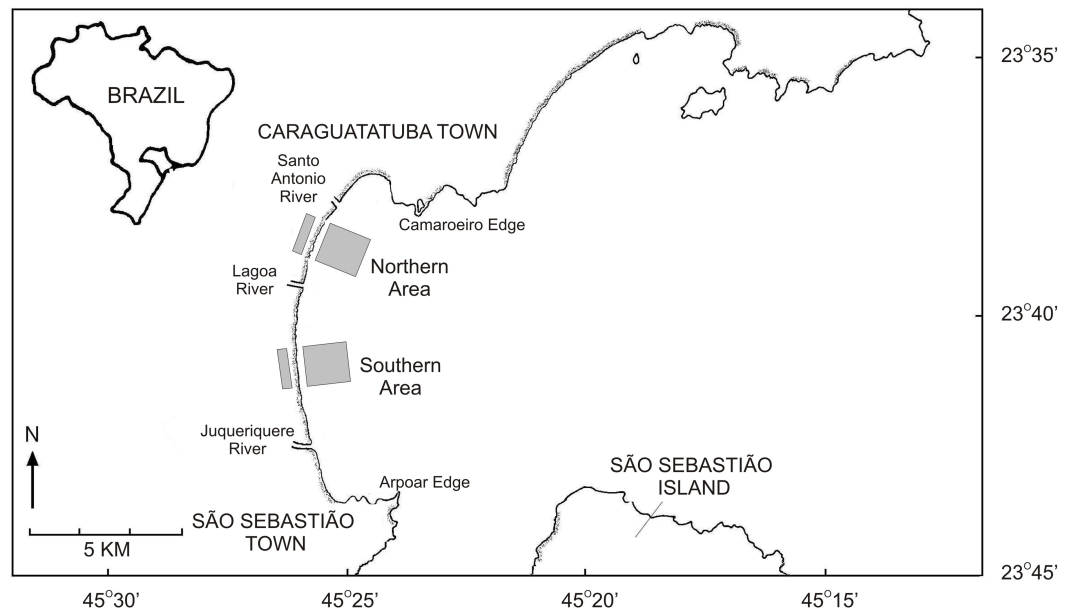 BRAZIL
23°35'
CARAGUATATUBA TOWN
Santo
Antonio
River
Camaroeiro Edge
Northern
Area
Lagoa
River
23°40'
Southern
Area
Juqueriquere
River
N
SÃO SEBASTIÃO
ISLAND
Arpoar Edge
SÃO SEBASTIÃO
TOWN
5 KM
23°45'
45°30'
45°25'
45°20'
45°15'